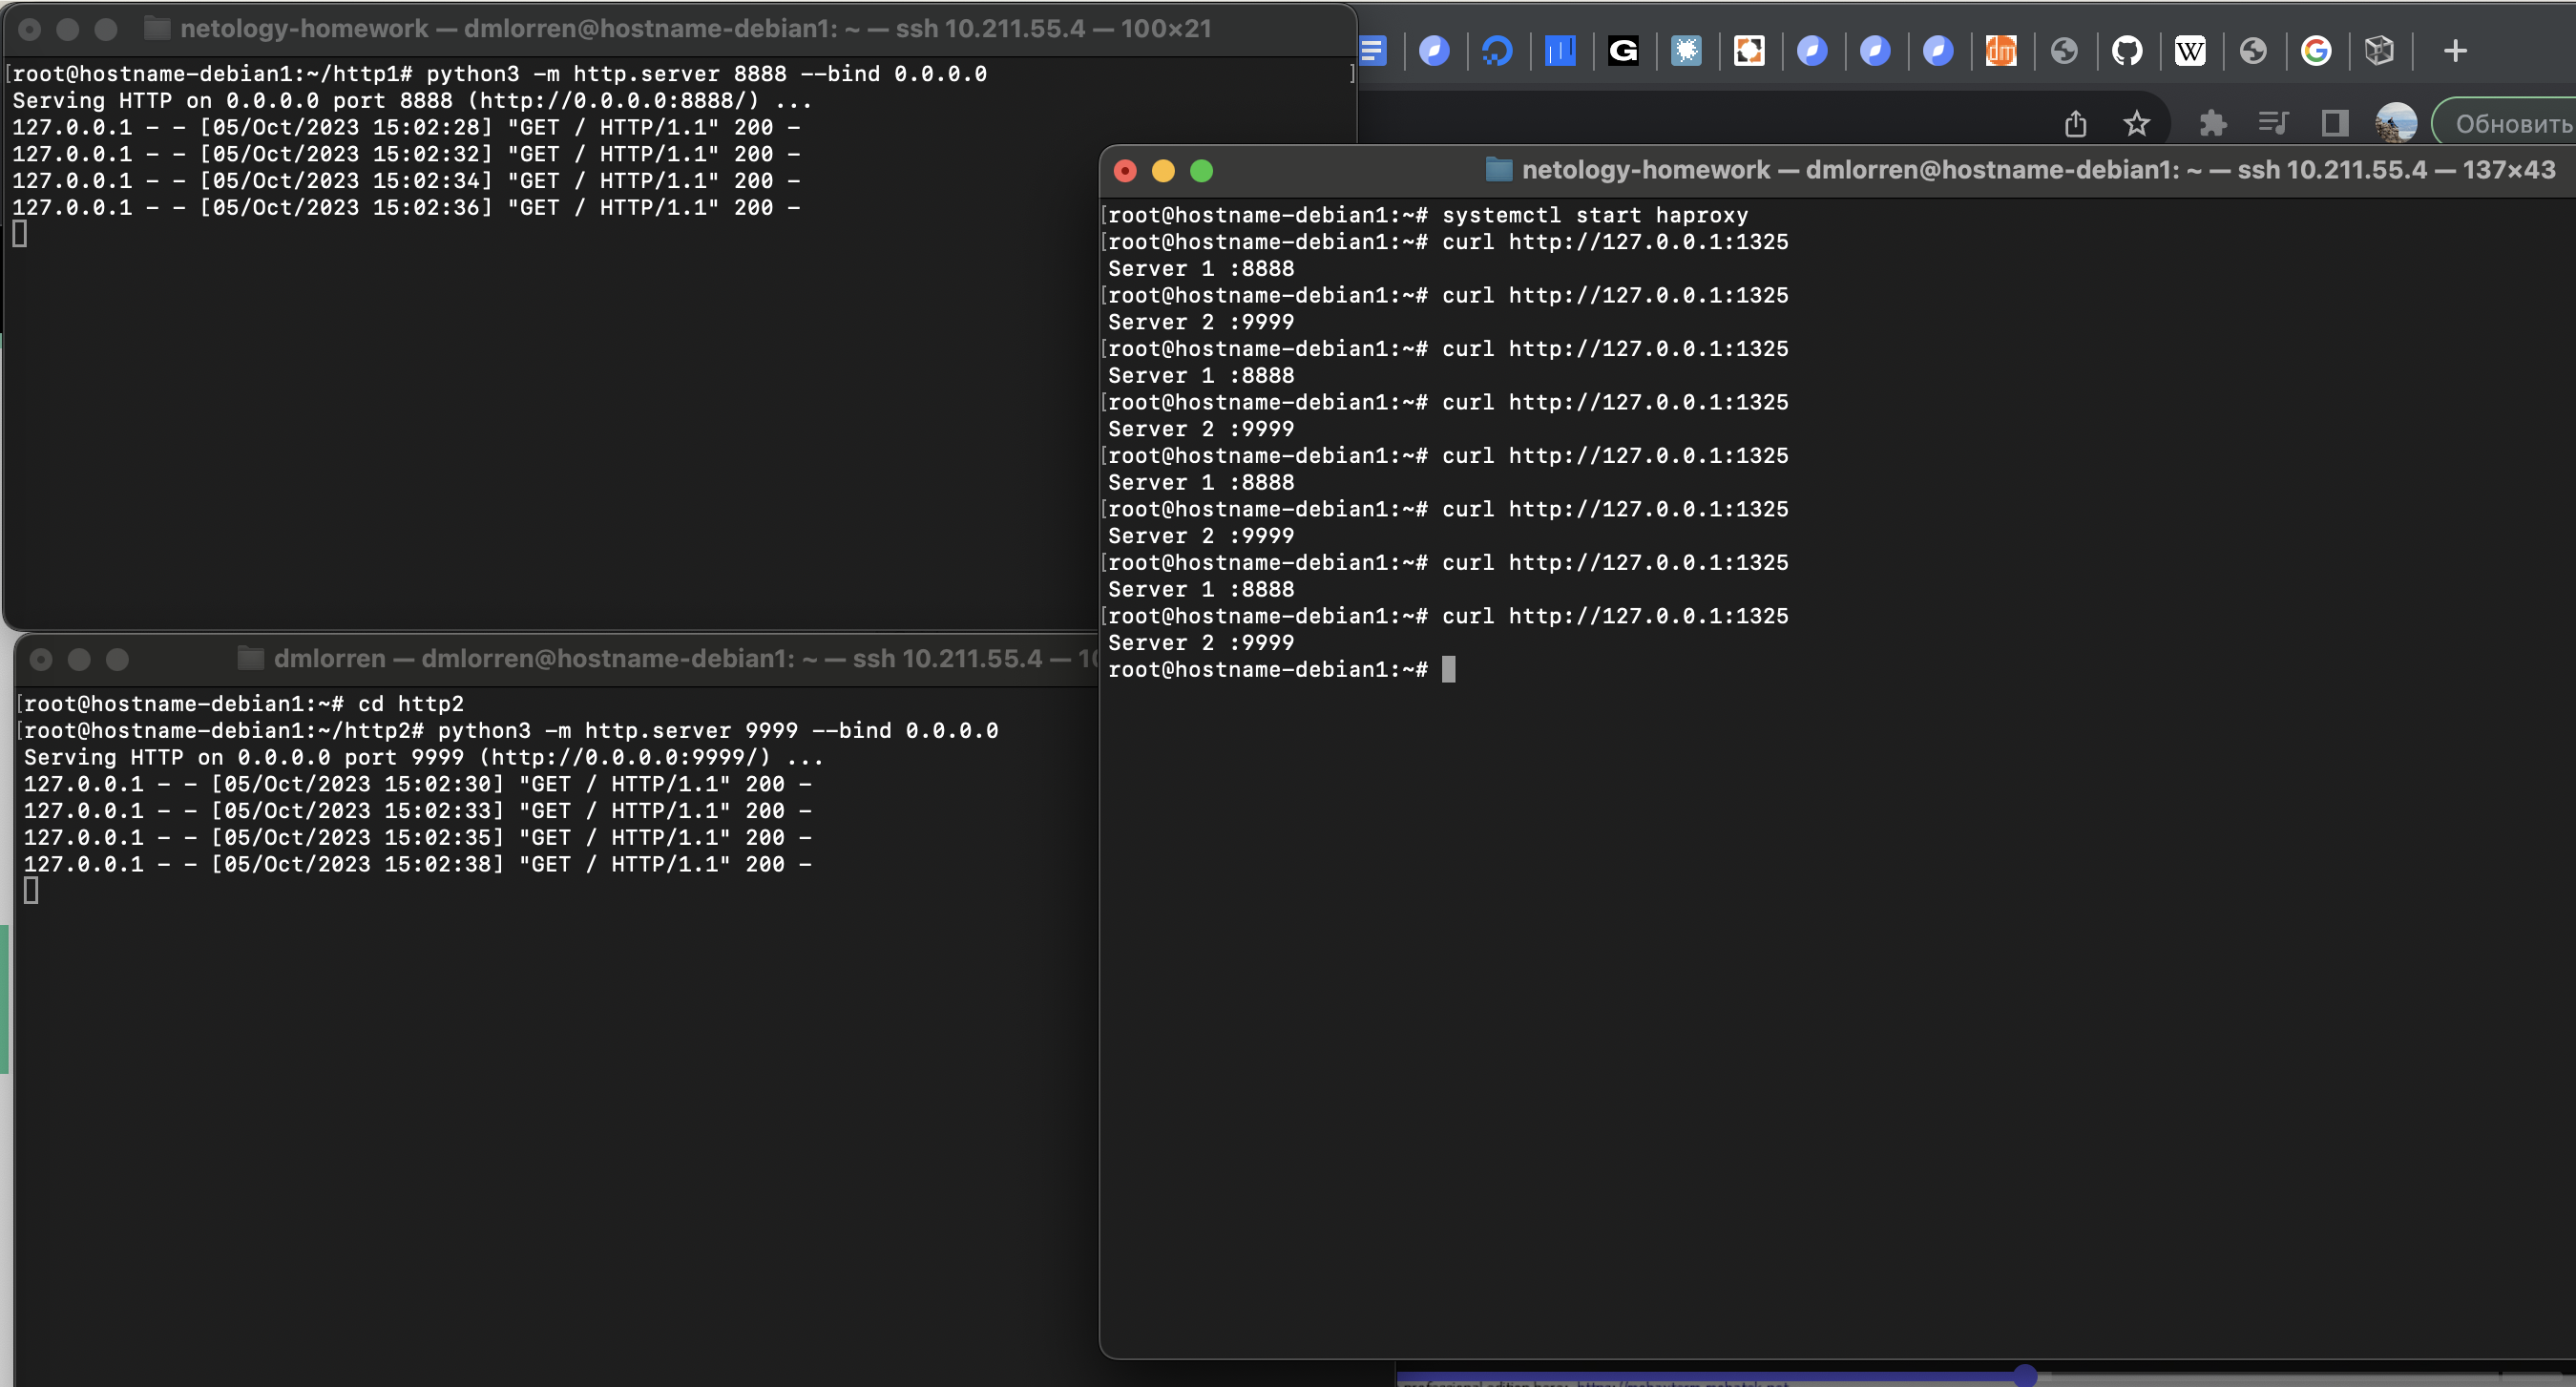 netology-homework — dmlorren@hostname-debian1: ~ — ssh 10.211.55.4 — 100×21
[root@hostname-debian1:~/http1# python3 -m http.server 8888 --bind 0.0.0.0 ]
Serving HTTP on 0.0.0.0 port 8888 (http://0.0.0.0:8888/) ...
127.0.0.1 - - [05/Oct/2023 15:02:28] "GET / HTTP/1.1" 200 -
127.0.0.1 - - [05/Oct/2023 15:02:32] "GET / HTTP/1.1" 200 -
127.0.0.1 - - [05/Oct/2023 15:02:34] "GET / HTTP/1.1" 200 -
127.0.0.1 - - [05/Oct/2023 15:02:36] "GET / HTTP/1.1" 200 -
G
dm
W
G
Обновить
netology-homework — dmlorren@hostname-debian1: ~ — ssh 10.211.55.4 — 137×43
[root@hostname-debian1:~# systemctl start haproxy
[root@hostname-debian1:~# curl http://127.0.0.1:1325
Server 1 :8888
[root@hostname-debian1:~# curl http://127.0.0.1:1325
Server 2 :9999
[root@hostname-debian1:~# curl http://127.0.0.1:1325
Server 1 :8888
[root@hostname-debian1:~# curl http://127.0.0.1:1325
Server 2 :9999
[root@hostname-debian1:~# curl http://127.0.0.1:1325
Server 1 :8888
[root@hostname-debian1:~# curl http://127.0.0.1:1325
Server 2 :9999
[root@hostname-debian1:~# curl http://127.0.0.1:1325
Server 1 :8888
[root@hostname-debian1:~# curl http://127.0.0.1:1325
Server 2 :9999
root@hostname-debian1:~#
dmlorren — dmlorren@hostname-debian1: ~ — ssh 10.211.55.4 —
[root@hostname-debian1:~# cd http2
[root@hostname-debian1:~/http2# python3 -m http.server 9999 --bind 0.0.0.0
Serving HTTP on 0.0.0.0 port 9999 (http://0.0.0.0:9999/) ...
127.0.0.1 - - [05/Oct/2023 15:02:30] "GET / HTTP/1.1" 200 -
127.0.0.1 - - [05/Oct/2023 15:02:33] "GET / HTTP/1.1" 200 -
127.0.0.1 - - [05/Oct/2023 15:02:35] "GET / HTTP/1.1" 200 -
127.0.0.1 - - [05/Oct/2023 15:02:38] "GET / HTTP/1.1" 200 -